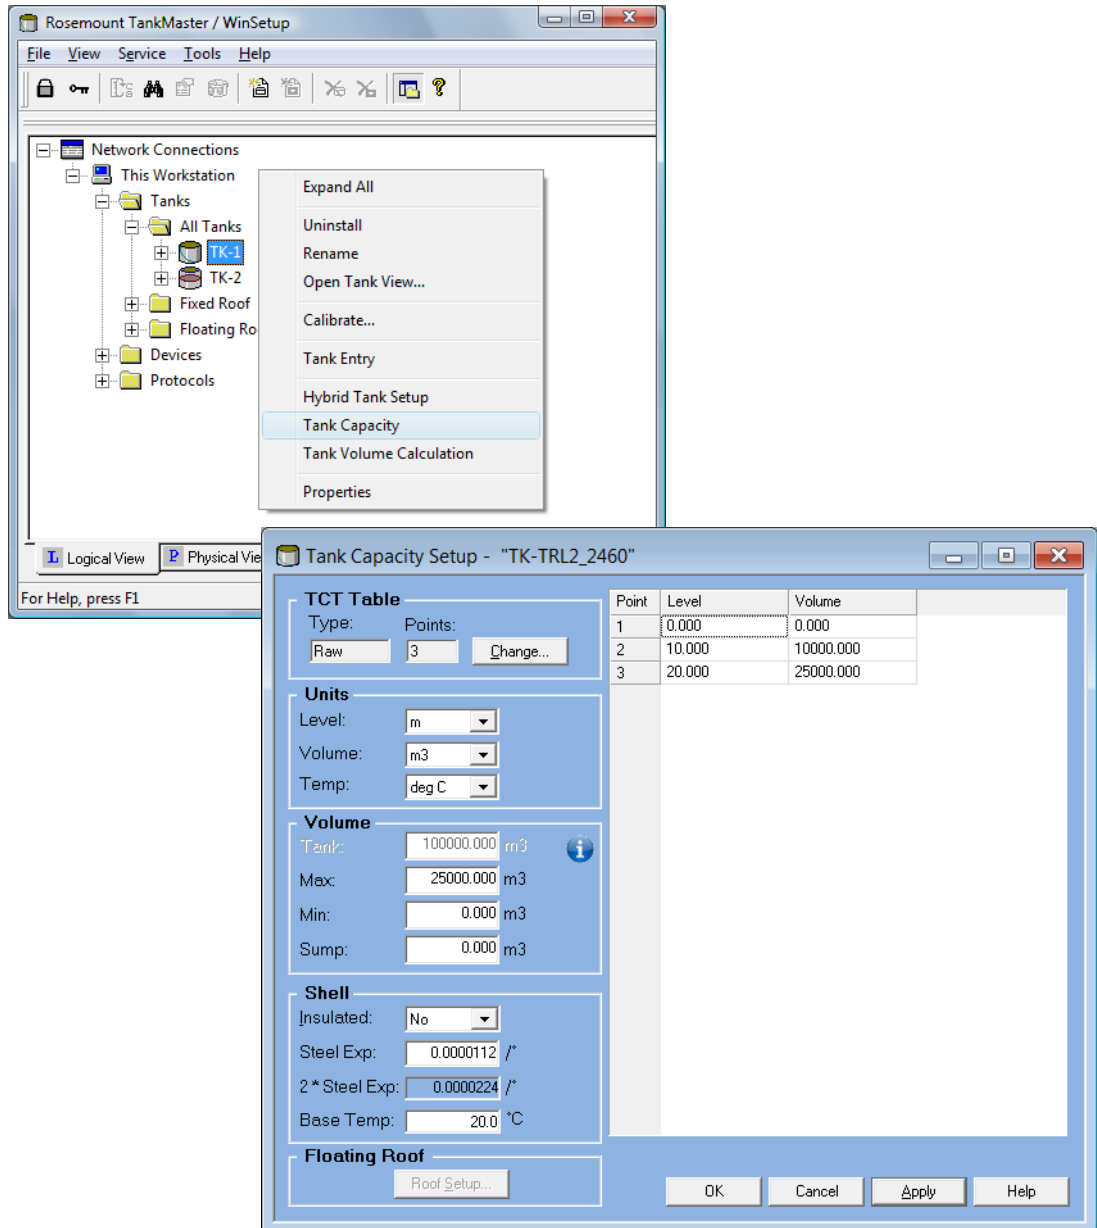 Rosemount TankMaster / WinSetup
File View Service Tools Help
Network Connections
This Workstation
Tanks
All Tanks
TK-1
TK-2
Fixed Roof
Floating Ro
Devices
Protocols
Expand All
Uninstall
Rename
Open Tank View...
Calibrate...
Tank Entry
Hybrid Tank Setup
Tank Capacity
Tank Volume Calculation
Properties
L Logical View P Physical Vie
For Help, press F1
Tank Capacity Setup - "TK-TRL2_2460"
TCT Table
Type: Points:
Raw 3 Change...
Units
Level: m
Volume: m3
Temp: deg C
Volume
Tank: 100000.000 m3
Max: 25000.000 m3
Min: 0.000 m3
Sump: 0.000 m3
Shell
Insulated: No
Steel Exp: 0.0000112 /°
2 * Steel Exp: 0.0000224 /°
Base Temp: 20.0 °C
Floating Roof
Roof Setup...
Point Level Volume
1 0.000 0.000
2 10.000 10000.000
3 20.000 25000.000
OK Cancel Apply Help